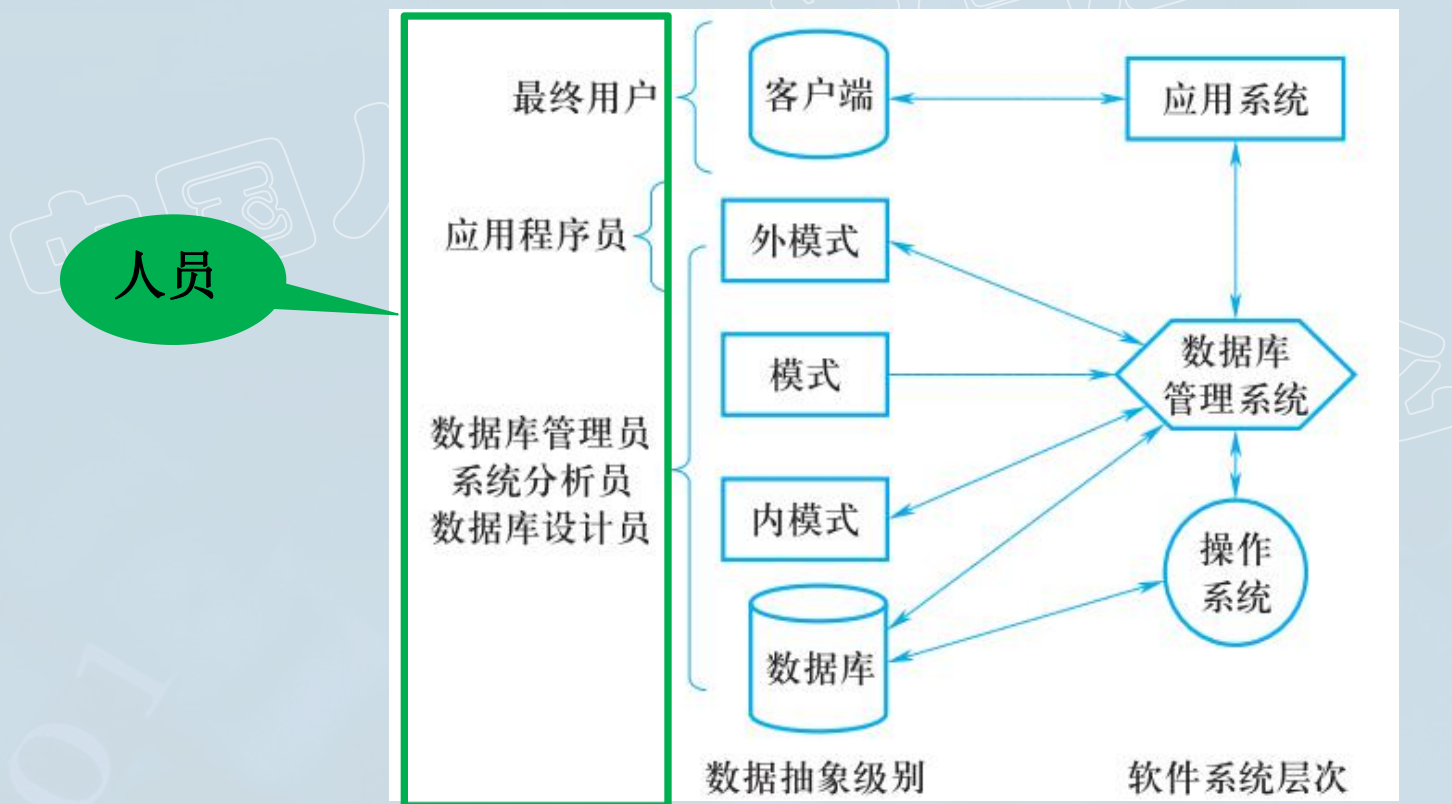 最终用户
客户端
应用系统
应用程序员
外模式
人员
模式
数据库
管理系统
数据库管理员
系统分析员
数据库设计员
内模式
操作
系统
数据库
数据抽象级别
软件系统层次